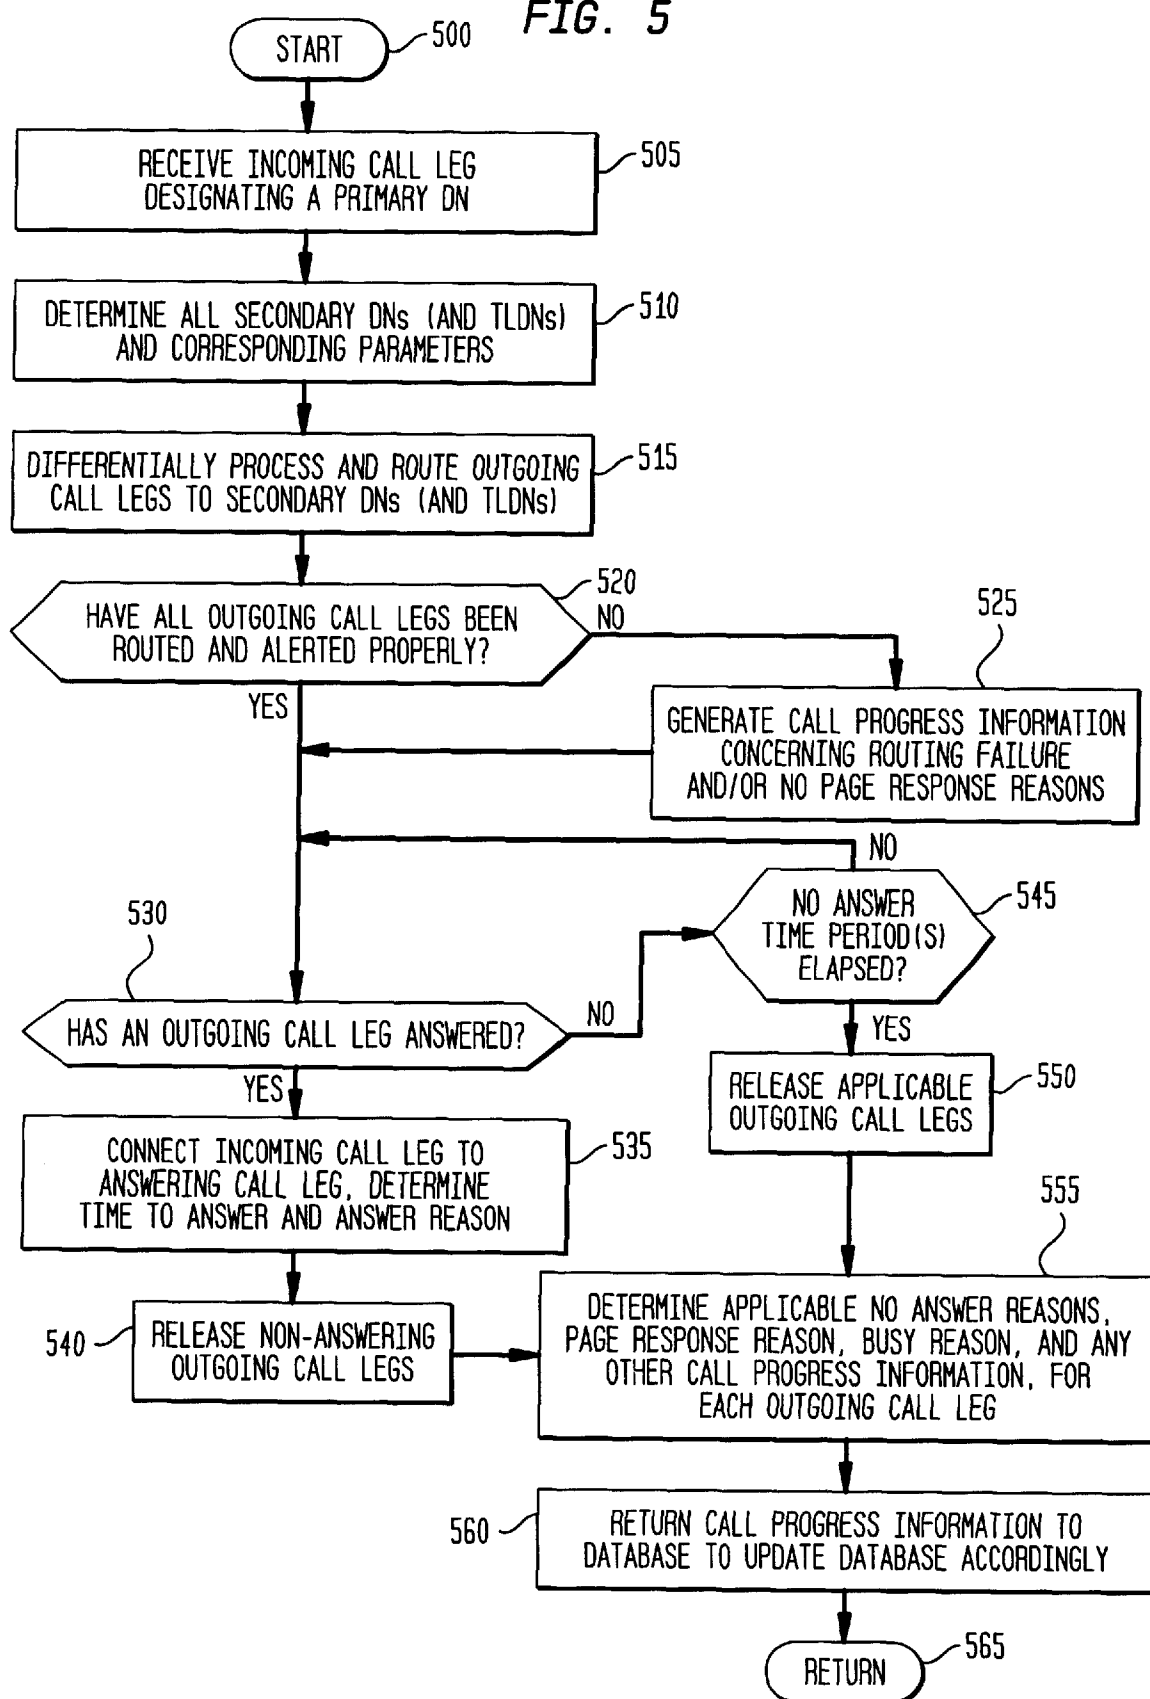 FIG. 5
START
500
RECEIVE INCOMING CALL LEG
DESIGNATING A PRIMARY DN
505
DETERMINE ALL SECONDARY DNs (AND TLDNs)
AND CORRESPONDING PARAMETERS
510
DIFFERENTIALLY PROCESS AND ROUTE OUTGOING
CALL LEGS TO SECONDARY DNs (AND TLDNs)
515
HAVE ALL OUTGOING CALL LEGS BEEN
ROUTED AND ALERTED PROPERLY?
520
NO
YES
525
GENERATE CALL PROGRESS INFORMATION
CONCERNING ROUTING FAILURE
AND/OR NO PAGE RESPONSE REASONS
NO
NO ANSWER
TIME PERIOD(S)
ELAPSED?
545
530
HAS AN OUTGOING CALL LEG ANSWERED?
NO
YES
YES
RELEASE APPLICABLE
OUTGOING CALL LEGS
550
CONNECT INCOMING CALL LEG TO
ANSWERING CALL LEG, DETERMINE
TIME TO ANSWER AND ANSWER REASON
535
555
540
RELEASE NON-ANSWERING
OUTGOING CALL LEGS
DETERMINE APPLICABLE NO ANSWER REASONS,
PAGE RESPONSE REASON, BUSY REASON, AND ANY
OTHER CALL PROGRESS INFORMATION, FOR
EACH OUTGOING CALL LEG
560
RETURN CALL PROGRESS INFORMATION TO
DATABASE TO UPDATE DATABASE ACCORDINGLY
RETURN
565